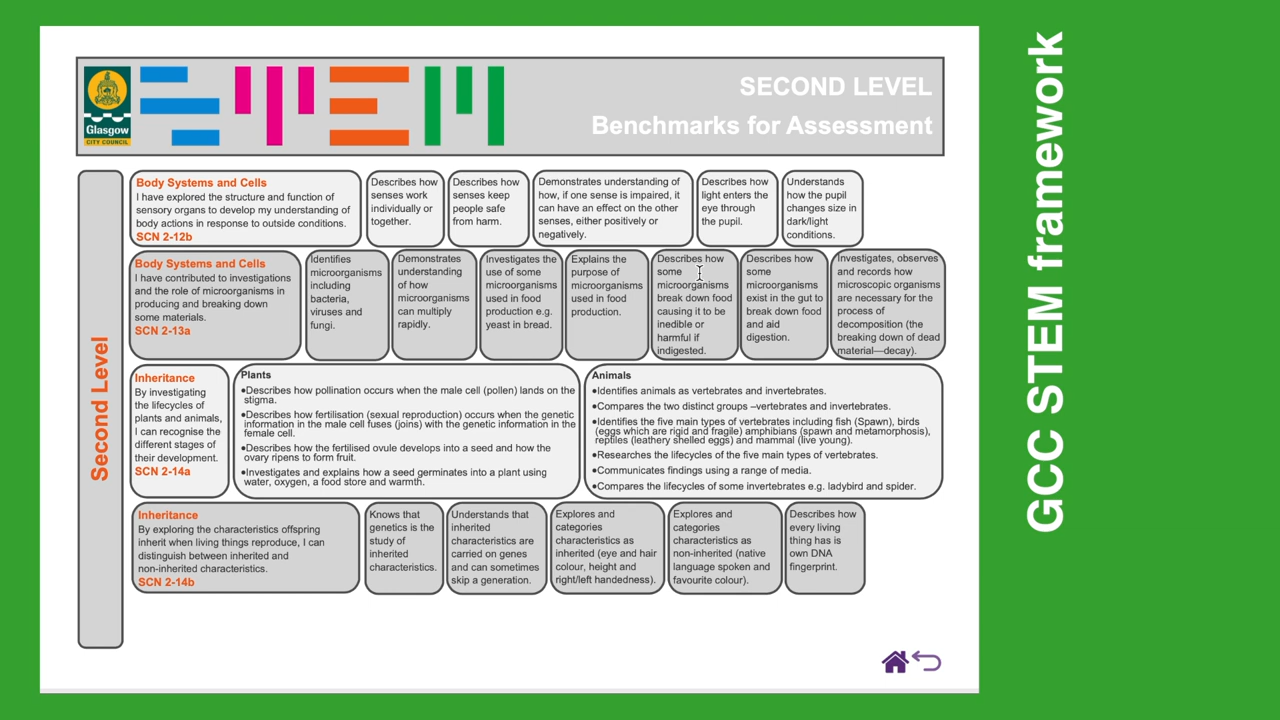 SECOND LEVEL
Benchmarks for Assessment
Glasgow
CITY COUNCIL
GCC STEM framework
Second Level
Body Systems and Cells
I have explored the structure and function of
sensory organs to develop my understanding of
body actions in response to outside conditions.
SCN 2-12b
Describes how
senses work
individually or
together.
Describes how
senses keep
people safe
from harm.
Demonstrates understanding of
how, if one sense is impaired, it
can have an effect on the other
senses, either positively or
negatively.
Describes how
light enters the
eye through
the pupil.
Understands
how the pupil
changes size in
dark/light
conditions.
Body Systems and Cells
I have contributed to investigations
and the role of microorganisms in
producing and breaking down
some materials.
SCN 2-13a
Identifies
microorganisms
including
bacteria,
viruses and
fungi.
Demonstrates
understanding
of how
microorganisms
can multiply
rapidly.
Investigates the
use of some
microorganisms
used in food
production e.g.
yeast in bread.
Explains the
purpose of
microorganisms
used in food
production.
Describes how
some
microorganisms
break down food
causing it to be
inedible or
harmful if
indigested.
Describes how
some
microorganisms
exist in the gut to
break down food
and aid
digestion.
Investigates, observes
and records how
microscopic organisms
are necessary for the
process of
decomposition (the
breaking down of dead
material—decay).
Inheritance
By investigating
the lifecycles of
plants and animals,
I can recognise the
different stages of
their development.
SCN 2-14a
Plants
•Describes how pollination occurs when the male cell (pollen) lands on the
stigma.
•Describes how fertilisation (sexual reproduction) occurs when the genetic
information in the male cell fuses (joins) with the genetic information in the
female cell.
•Describes how the fertilised ovule develops into a seed and how the
ovary ripens to form fruit.
•Investigates and explains how a seed germinates into a plant using
water, oxygen, a food store and warmth.
Animals
•Identifies animals as vertebrates and invertebrates.
•Compares the two distinct groups –vertebrates and invertebrates.
•Identifies the five main types of vertebrates including fish (Spawn), birds
(eggs which are rigid and fragile) amphibians (spawn and metamorphosis),
reptiles (leathery shelled eggs) and mammal (live young).
•Researches the lifecycles of the five main types of vertebrates.
•Communicates findings using a range of media.
•Compares the lifecycles of some invertebrates e.g. ladybird and spider.
Inheritance
By exploring the characteristics offspring
inherit when living things reproduce, I can
distinguish between inherited and
non-inherited characteristics.
SCN 2-14b
Knows that
genetics is the
study of
inherited
characteristics.
Understands that
inherited
characteristics are
carried on genes
and can sometimes
skip a generation.
Explores and
categories
characteristics as
inherited (eye and hair
colour, height and
right/left handedness).
Explores and
categories
characteristics as
non-inherited (native
language spoken and
favourite colour).
Describes how
every living
thing has is
own DNA
fingerprint.